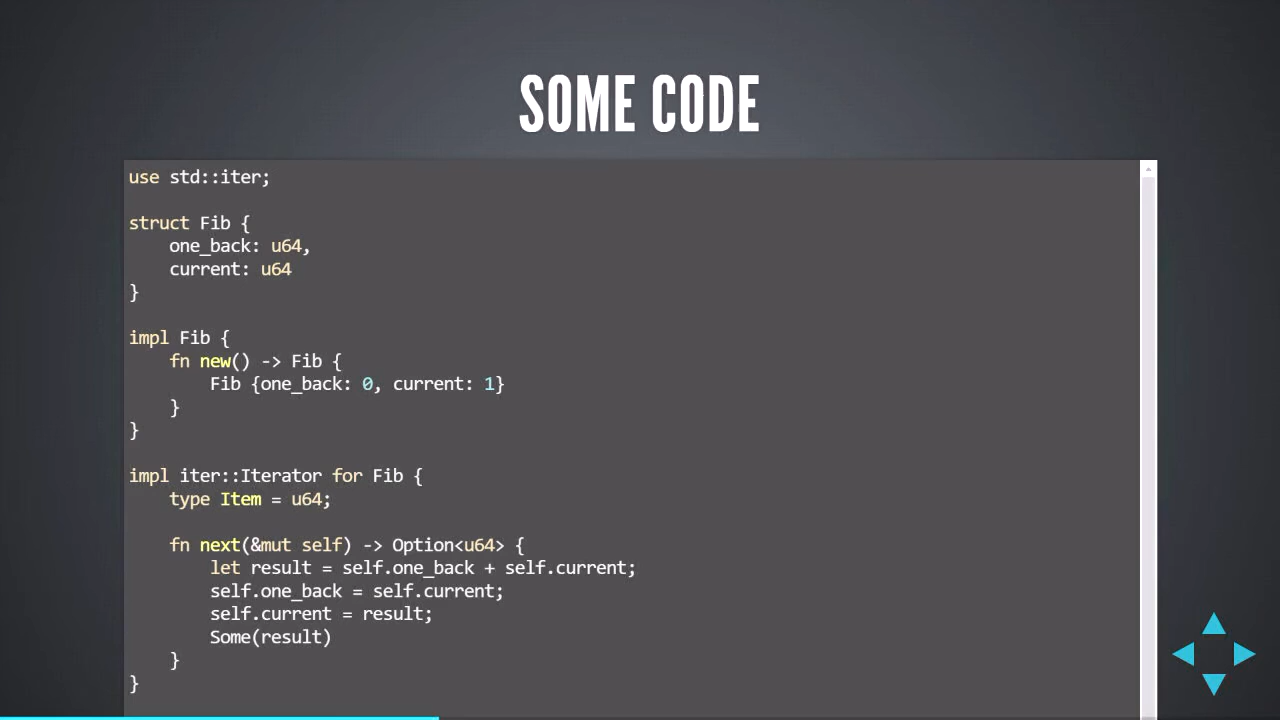 SOME CODE
use std::iter;
struct Fib {
    one_back: u64,
    current: u64
}
impl Fib {
    fn new() -> Fib {
        Fib {one_back: 0, current: 1}
    }
}
impl iter::Iterator for Fib {
    type Item = u64;
    fn next(&mut self) -> Option<u64> {
        let result = self.one_back + self.current;
        self.one_back = self.current;
        self.current = result;
        Some(result)
    }
}